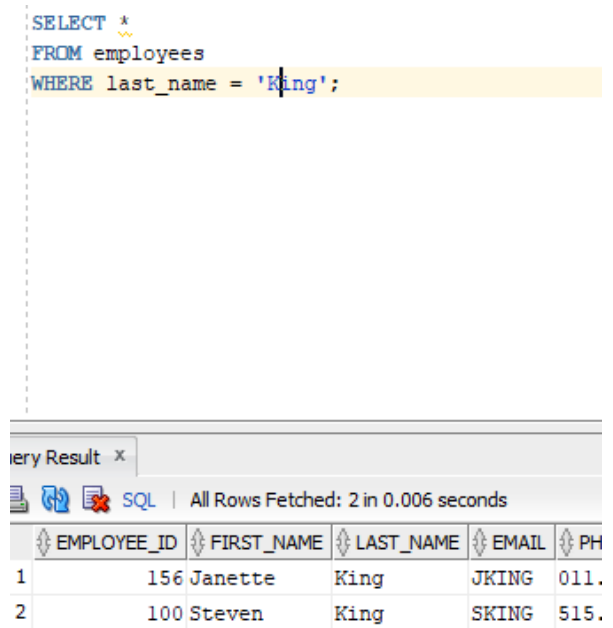 SELECT *
FROM employees
WHERE last_name = 'King';
Query Result x
SQL | All Rows Fetched: 2 in 0.006 seconds
EMPLOYEE_ID FIRST_NAME LAST_NAME EMAIL PH
1 156 Janette King JKING 011.
2 100 Steven King SKING 515.